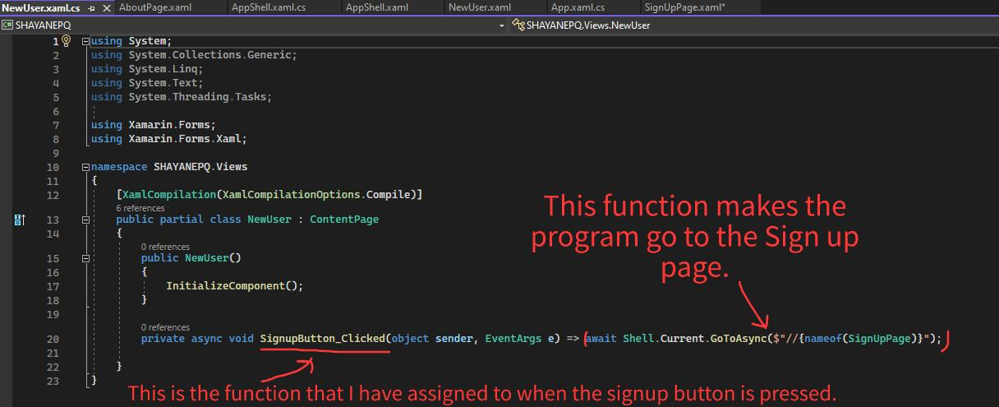 NewUser.xaml.cs AboutPage.xaml AppShell.xaml.cs AppShell.xaml NewUser.xaml App.xaml.cs SignUpPage.xaml*
C# SHAYANEPQ SHAYANEPQ.Views.NewUser
1 using System;
2 using System.Collections.Generic;
3 using System.Linq;
4 using System.Text;
5 using System.Threading.Tasks;
6
7 using Xamarin.Forms;
8 using Xamarin.Forms.Xaml;
9
10 namespace SHAYANEPQ.Views
11 {
12 [XamlCompilation(XamlCompilationOptions.Compile)]
6 references
13 public partial class NewUser : ContentPage
14 {
0 references
15 public NewUser()
16 {
17 InitializeComponent();
18 }
19
This function makes the
program go to the Sign up
page.
0 references
20 private async void SignupButton_Clicked(object sender, EventArgs e) => await Shell.Current.GoToAsync($"//{nameof(SignUpPage)}");
21
22 }
23 }
This is the function that I have assigned to when the signup button is pressed.